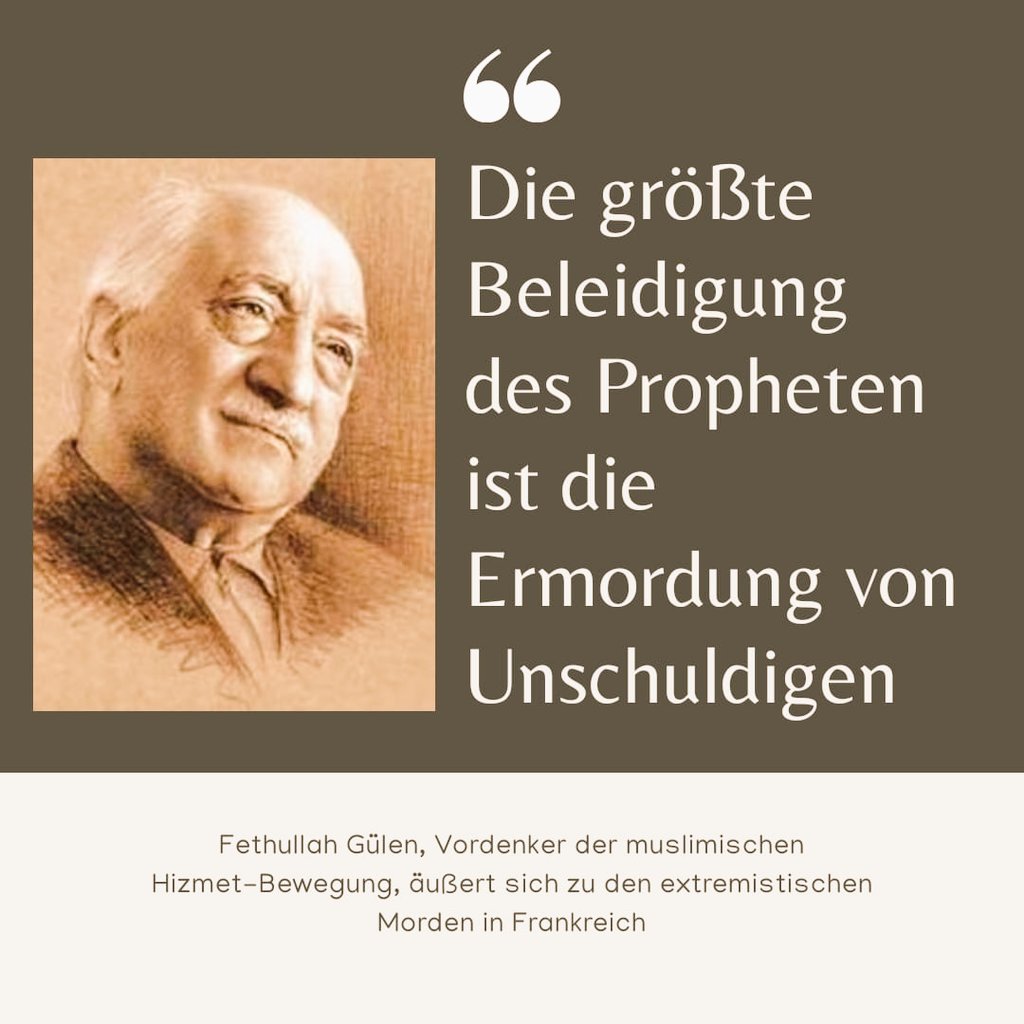 “
Die größte
Beleidigung
des Propheten
ist die
Ermordung von
Unschuldigen
Fethullah Gülen, Vordenker der muslimischen
Hizmet-Bewegung, äußert sich zu den extremistischen
Morden in Frankreich